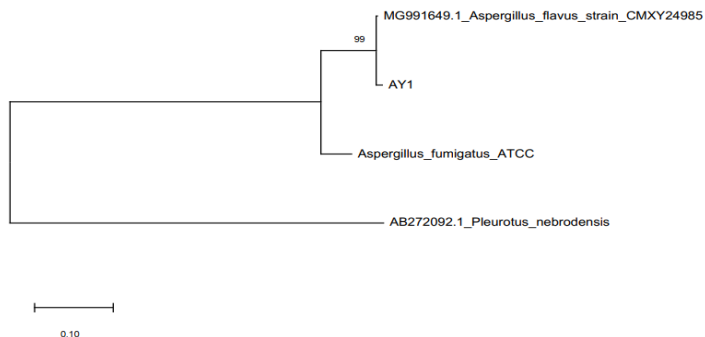 MG991649.1_Aspergillus_flavus_strain_CMXY24985
99
AY1
Aspergillus_fumigatus_ATCC
AB272092.1_Pleurotus_nebrodensis
0.10